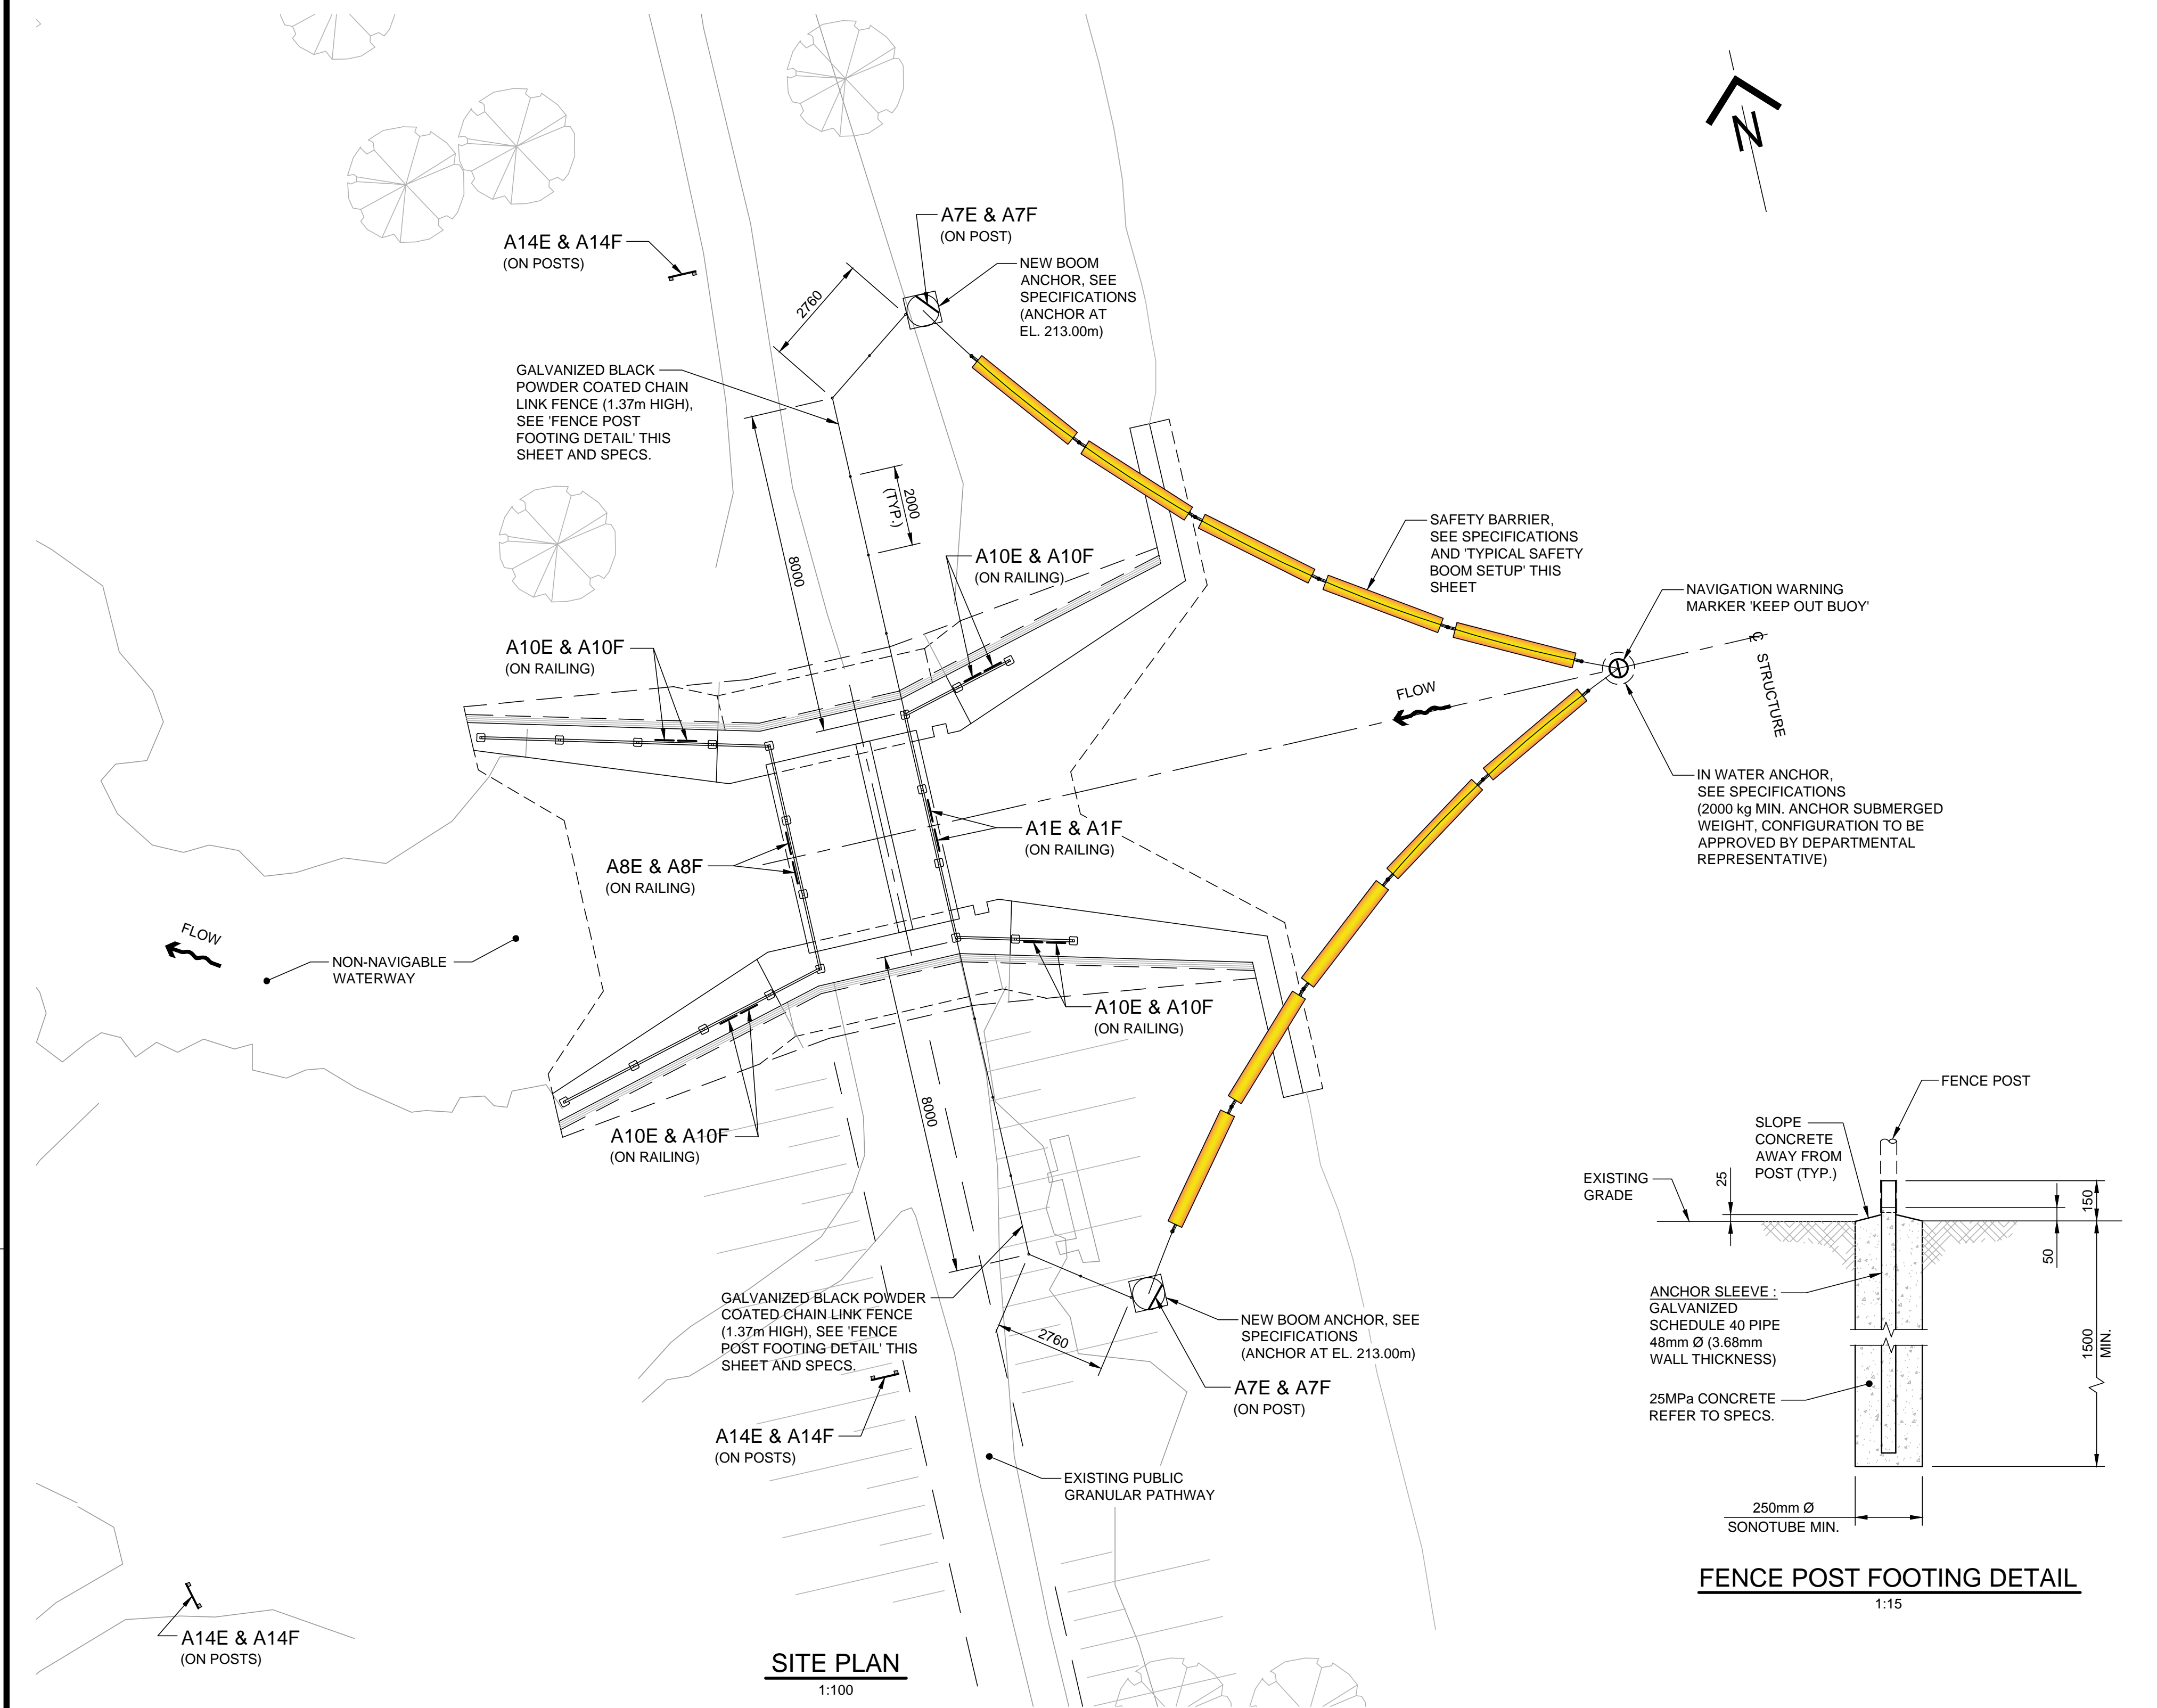 N
A7E & A7F
(ON POST)
A14E & A14F
(ON POSTS)
NEW BOOM
ANCHOR, SEE
SPECIFICATIONS
(ANCHOR AT
EL. 213.00m)
2760
GALVANIZED BLACK
POWDER COATED CHAIN
LINK FENCE (1.37m HIGH),
SEE 'FENCE POST
FOOTING DETAIL' THIS
SHEET AND SPECS.
2000
(TYP.)
8000
A10E & A10F
(ON RAILING)
SAFETY BARRIER,
SEE SPECIFICATIONS
AND 'TYPICAL SAFETY
BOOM SETUP' THIS
SHEET
NAVIGATION WARNING
MARKER 'KEEP OUT BUOY'
℄ STRUCTURE
A10E & A10F
(ON RAILING)
FLOW
IN WATER ANCHOR,
SEE SPECIFICATIONS
(2000 kg MIN. ANCHOR SUBMERGED
WEIGHT, CONFIGURATION TO BE
APPROVED BY DEPARTMENTAL
REPRESENTATIVE)
A1E & A1F
(ON RAILING)
A8E & A8F
(ON RAILING)
FLOW
NON-NAVIGABLE
WATERWAY
A10E & A10F
(ON RAILING)
8000
A10E & A10F
(ON RAILING)
GALVANIZED BLACK POWDER
COATED CHAIN LINK FENCE
(1.37m HIGH), SEE 'FENCE
POST FOOTING DETAIL' THIS
SHEET AND SPECS.
2760
NEW BOOM ANCHOR, SEE
SPECIFICATIONS
(ANCHOR AT EL. 213.00m)
A7E & A7F
(ON POST)
A14E & A14F
(ON POSTS)
EXISTING PUBLIC
GRANULAR PATHWAY
A14E & A14F
(ON POSTS)
SITE PLAN
1:100
FENCE POST
SLOPE
CONCRETE
AWAY FROM
POST (TYP.)
EXISTING
GRADE
25
150
50
ANCHOR SLEEVE :
GALVANIZED
SCHEDULE 40 PIPE
48mm Ø (3.68mm
WALL THICKNESS)
1500
MIN.
25MPa CONCRETE
REFER TO SPECS.
250mm Ø
SONOTUBE MIN.
FENCE POST FOOTING DETAIL
1:15